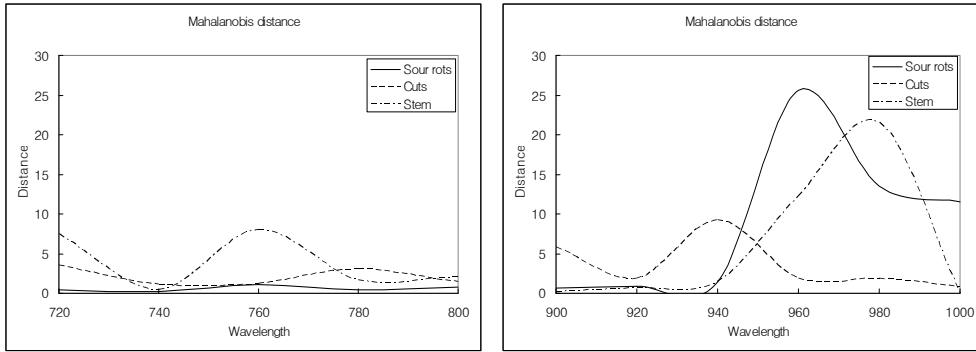 Mahalanobis distance
30
25
20
15
10
5
0
Distance
Sour rots
Cuts
Stem
720 740 760 780 800
Wavelength
Mahalanobis distance
30
25
20
15
10
5
0
Distance
Sour rots
Cuts
Stem
900 920 940 960 980 1000
Wavelength